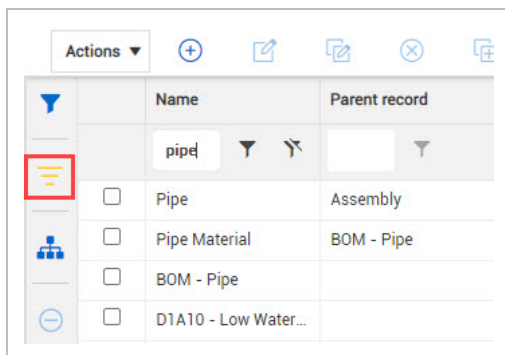 Actions
Name Parent record
pipe
Pipe Assembly
Pipe Material BOM - Pipe
BOM - Pipe
D1A10 - Low Water...